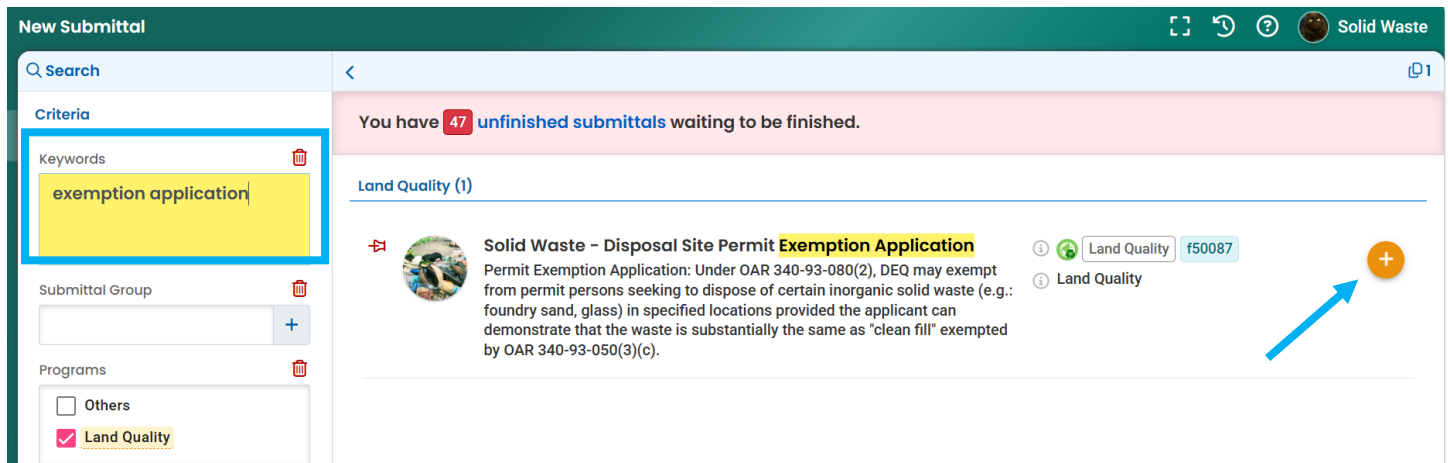 New Submittal
Solid Waste
Search
1
Criteria
You have 47 unfinished submittals waiting to be finished.
Keywords
exemption application
Land Quality (1)
Solid Waste - Disposal Site Permit Exemption Application
Land Quality f50087
Permit Exemption Application: Under OAR 340-93-080(2), DEQ may exempt
Land Quality
from permit persons seeking to dispose of certain inorganic solid waste (e.g.:
foundry sand, glass) in specified locations provided the applicant can
demonstrate that the waste is substantially the same as "clean fill" exempted
by OAR 340-93-050(3)(c).
Submittal Group
Programs
Others
Land Quality